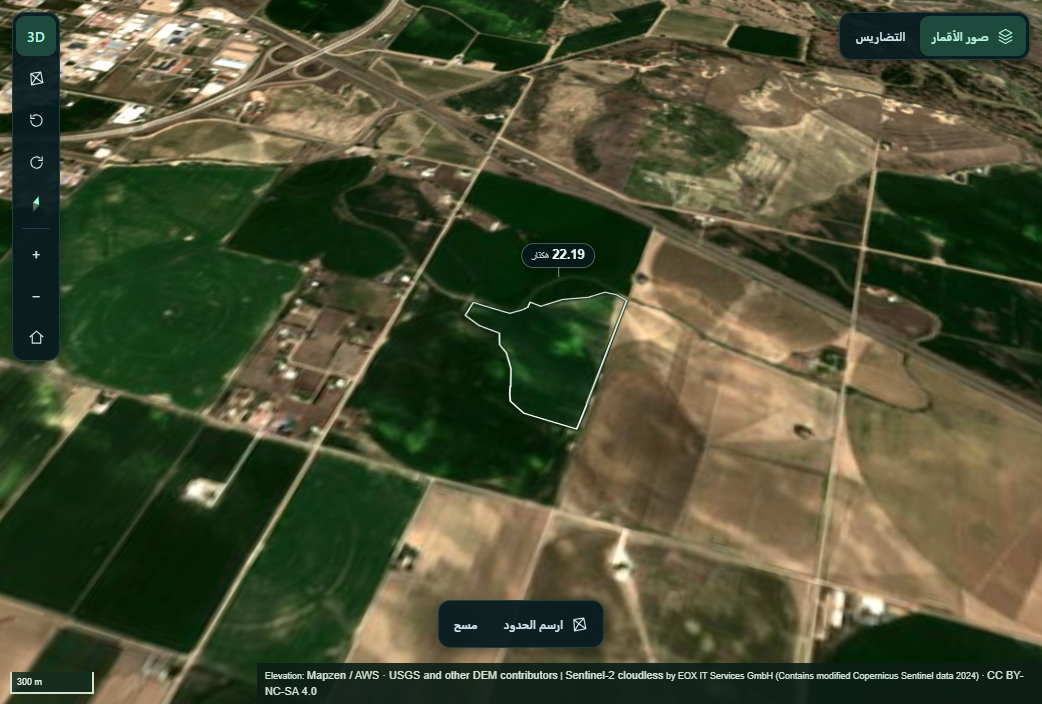 3D
صور الأقمار
التضاريس
+
−
22.19 هكتار
ارسم الحدود
مسح
300 m
Elevation: Mapzen / AWS · USGS and other DEM contributors | Sentinel-2 cloudless by EOX IT Services GmbH (Contains modified Copernicus Sentinel data 2024) · CC BY-
NC-SA 4.0